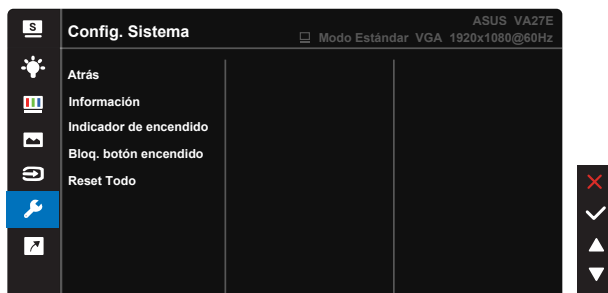 S
Config. Sistema
ASUS VA27E
Modo Estándar VGA 1920x1080@60Hz
Atrás
Información
Indicador de encendido
Bloq. botón encendido
Reset Todo